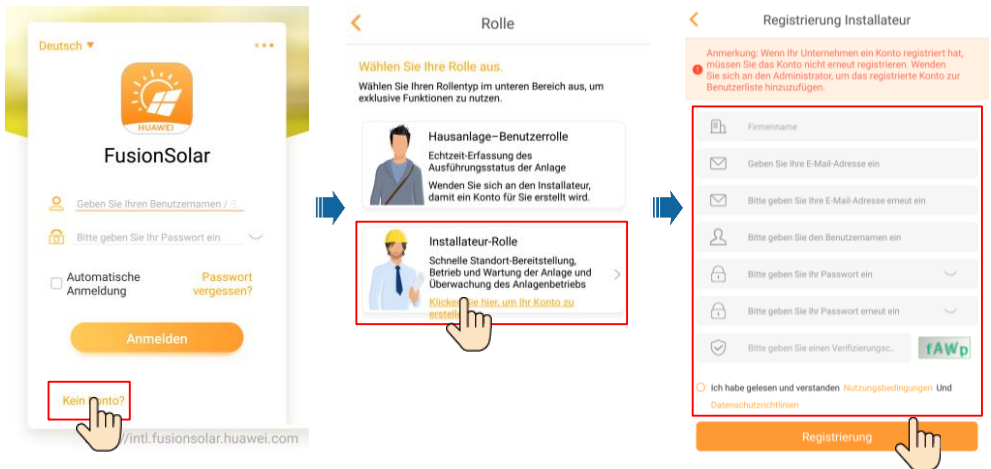 Deutsch ▼
HUAWEI
FusionSolar
Geben Sie Ihren Benutzernamen /
Bitte geben Sie Ihr Passwort ein
Automatische
Anmeldung
Passwort
vergessen?
Anmelden
Kein Konto?
//intl.fusionsolar.huawei.com
Rolle
Wählen Sie Ihre Rolle aus.
Wählen Sie Ihren Rollentyp im unteren Bereich aus, um
exklusive Funktionen zu nutzen.
Hausanlage–Benutzerrolle
Echtzeit-Erfassung des
Ausführungsstatus der Anlage
Wenden Sie sich an den Installateur,
damit ein Konto für Sie erstellt wird.
Installateur-Rolle
Schnelle Standort-Bereitstellung,
Betrieb und Wartung der Anlage und
Überwachung des Anlagenbetriebs
Klicken Sie hier, um Ihr Konto zu
erstelle
Registrierung Installateur
Anmerkung: Wenn Ihr Unternehmen ein Konto registriert hat,
müssen Sie das Konto nicht erneut registrieren. Wenden
Sie sich an den Administrator, um das registrierte Konto zur
Benutzerliste hinzuzufügen.
Firmenname
Geben Sie Ihre E-Mail-Adresse ein
Bitte geben Sie Ihre E-Mail-Adresse erneut ein
Bitte geben Sie den Benutzernamen ein
Bitte geben Sie Ihr Passwort ein
Bitte geben Sie Ihr Passwort erneut ein
Bitte geben Sie einen Verifizierungsc..
fAWp
Ich habe gelesen und verstanden Nutzungsbedingungen Und
Datenschutzrichtlinien
Registrierung